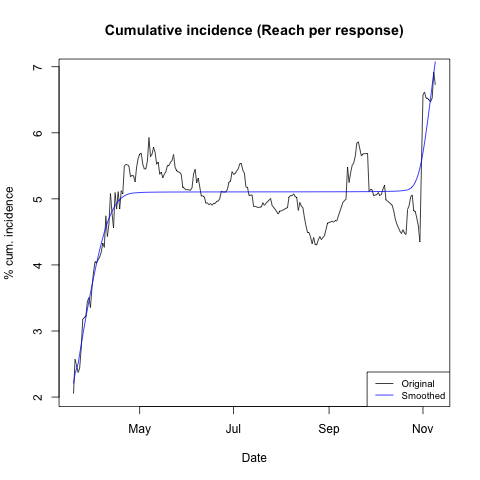 Cumulative incidence (Reach per response)
% cum. incidence
7
6
5
4
3
2
May Jul Sep Nov
Date
Original
Smoothed